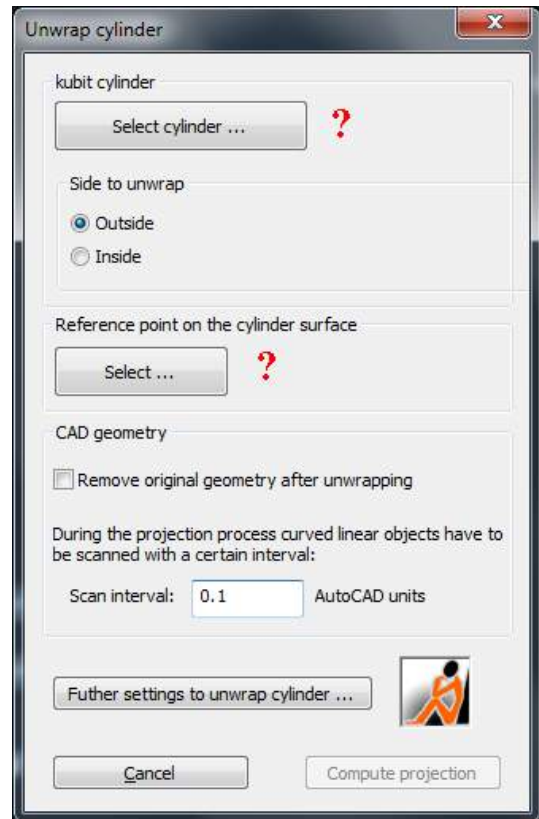 Unwrap cylinder
kubit cylinder
Select cylinder ...
?
Side to unwrap
Outside
Inside
Reference point on the cylinder surface
Select ...
?
CAD geometry
Remove original geometry after unwrapping
During the projection process curved linear objects have to
be scanned with a certain interval:
Scan interval: 0.1 AutoCAD units
Futher settings to unwrap cylinder ...
Cancel
Compute projection